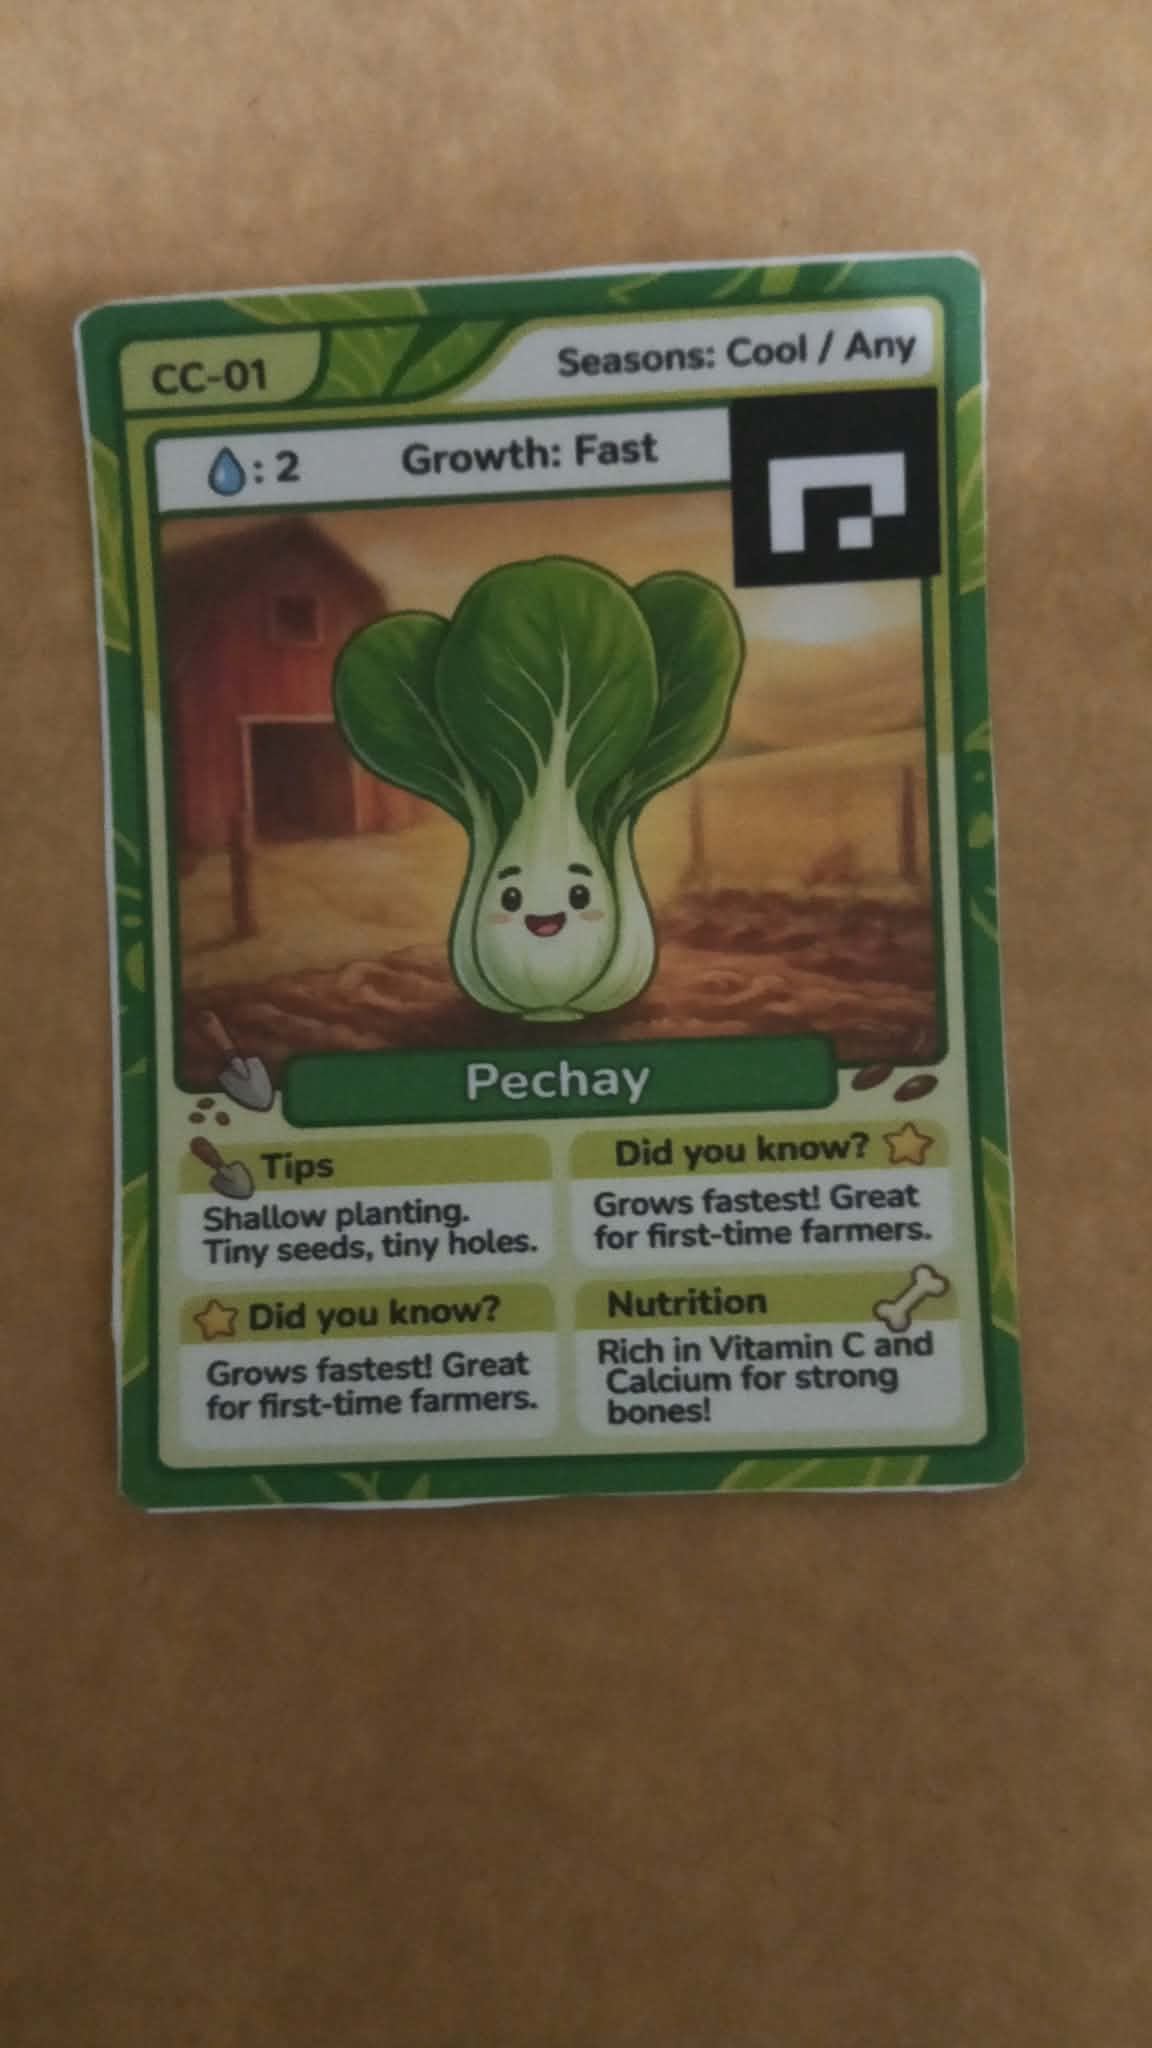 CC-01
Seasons: Cool / Any
: 2
Growth: Fast
Pechay
Tips
Shallow planting.
Tiny seeds, tiny holes.
Did you know?
Grows fastest! Great
for first-time farmers.
Did you know?
Grows fastest! Great
for first-time farmers.
Nutrition
Rich in Vitamin C and
Calcium for strong
bones!